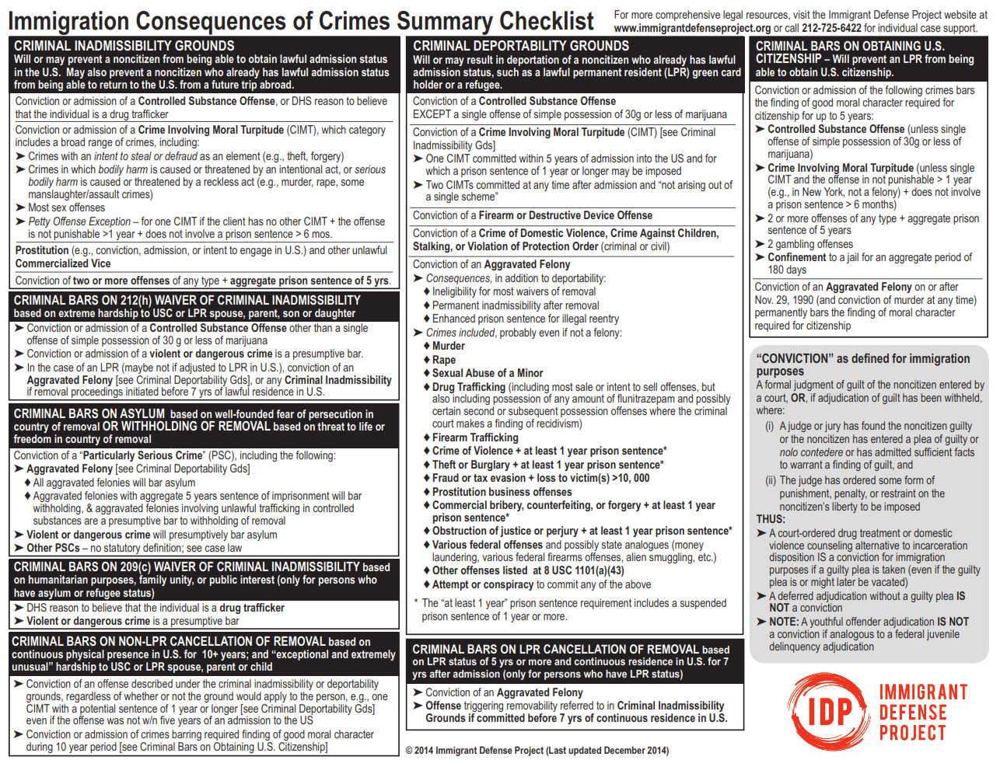 Immigration Consequences of Crimes Summary Checklist
For more comprehensive legal resources, visit the Immigrant Defense Project website at
www.immigrantdefenseproject.org or call 212-725-6422 for individual case support.
CRIMINAL INADMISSIBILITY GROUNDS
Will or may prevent a noncitizen from being able to obtain lawful admission status
in the U.S. May also prevent a noncitizen who already has lawful admission status
from being able to return to the U.S. from a future trip abroad.
Conviction or admission of a Controlled Substance Offense, or DHS reason to believe
that the individual is a drug trafficker
Conviction or admission of a Crime Involving Moral Turpitude (CIMT), which category
includes a broad range of crimes, including:
➤ Crimes with an intent to steal or defraud as an element (e.g., theft, forgery)
➤ Crimes in which bodily harm is caused or threatened by an intentional act, or serious
bodily harm is caused or threatened by a reckless act (e.g., murder, rape, some
manslaughter/assault crimes)
➤ Most sex offenses
➤ Petty Offense Exception – for one CIMT if the client has no other CIMT + the offense
is not punishable >1 year + does not involve a prison sentence > 6 mos.
Prostitution (e.g., conviction, admission, or intent to engage in U.S.) and other unlawful
Commercialized Vice
Conviction of two or more offenses of any type + aggregate prison sentence of 5 yrs.
CRIMINAL BARS ON 212(h) WAIVER OF CRIMINAL INADMISSIBILITY
based on extreme hardship to USC or LPR spouse, parent, son or daughter
➤ Conviction or admission of a Controlled Substance Offense other than a single
offense of simple possession of 30 g or less of marijuana
➤ Conviction or admission of a violent or dangerous crime is a presumptive bar.
➤ In the case of an LPR (maybe not if adjusted to LPR in U.S.), conviction of an
Aggravated Felony [see Criminal Deportability Gds], or any Criminal Inadmissibility
if removal proceedings initiated before 7 yrs of lawful residence in U.S.
CRIMINAL BARS ON ASYLUM based on well-founded fear of persecution in
country of removal OR WITHHOLDING OF REMOVAL based on threat to life or
freedom in country of removal
Conviction of a “Particularly Serious Crime” (PSC), including the following:
➤ Aggravated Felony [see Criminal Deportability Gds]
♦ All aggravated felonies will bar asylum
♦ Aggravated felonies with aggregate 5 years sentence of imprisonment will bar
withholding, & aggravated felonies involving unlawful trafficking in controlled
substances are a presumptive bar to withholding of removal
➤ Violent or dangerous crime will presumptively bar asylum
➤ Other PSCs – no statutory definition; see case law
CRIMINAL BARS ON 209(c) WAIVER OF CRIMINAL INADMISSIBILITY based
on humanitarian purposes, family unity, or public interest (only for persons who
have asylum or refugee status)
➤ DHS reason to believe that the individual is a drug trafficker
➤ Violent or dangerous crime is a presumptive bar
CRIMINAL BARS ON NON-LPR CANCELLATION OF REMOVAL based on
continuous physical presence in U.S. for 10+ years; and “exceptional and extremely
unusual” hardship to USC or LPR spouse, parent or child
➤ Conviction of an offense described under the criminal inadmissibility or deportability
grounds, regardless of whether or not the ground would apply to the person, e.g., one
CIMT with a potential sentence of 1 year or longer [see Criminal Deportability Gds]
even if the offense was not w/n five years of an admission to the US
➤ Conviction or admission of crimes barring required finding of good moral character
during 10 year period [see Criminal Bars on Obtaining U.S. Citizenship]
CRIMINAL DEPORTABILITY GROUNDS
Will or may result in deportation of a noncitizen who already has lawful
admission status, such as a lawful permanent resident (LPR) green card
holder or a refugee.
Conviction of a Controlled Substance Offense
EXCEPT a single offense of simple possession of 30g or less of marijuana
Conviction of a Crime Involving Moral Turpitude (CIMT) [see Criminal
Inadmissibility Gds]
➤ One CIMT committed within 5 years of admission into the US and for
which a prison sentence of 1 year or longer may be imposed
➤ Two CIMTs committed at any time after admission and “not arising out of
a single scheme”
Conviction of a Firearm or Destructive Device Offense
Conviction of a Crime of Domestic Violence, Crime Against Children,
Stalking, or Violation of Protection Order (criminal or civil)
Conviction of an Aggravated Felony
➤ Consequences, in addition to deportability:
♦ Ineligibility for most waivers of removal
♦ Permanent inadmissibility after removal
♦ Enhanced prison sentence for illegal reentry
➤ Crimes included, probably even if not a felony:
♦ Murder
♦ Rape
♦ Sexual Abuse of a Minor
♦ Drug Trafficking (including most sale or intent to sell offenses, but
also including possession of any amount of flunitrazepam and possibly
certain second or subsequent possession offenses where the criminal
court makes a finding of recidivism)
♦ Firearm Trafficking
♦ Crime of Violence + at least 1 year prison sentence*
♦ Theft or Burglary + at least 1 year prison sentence*
♦ Fraud or tax evasion + loss to victim(s) >10, 000
♦ Prostitution business offenses
♦ Commercial bribery, counterfeiting, or forgery + at least 1 year
prison sentence*
♦ Obstruction of justice or perjury + at least 1 year prison sentence*
♦ Various federal offenses and possibly state analogues (money
laundering, various federal firearms offenses, alien smuggling, etc.)
♦ Other offenses listed at 8 USC 1101(a)(43)
♦ Attempt or conspiracy to commit any of the above
* The “at least 1 year” prison sentence requirement includes a suspended
prison sentence of 1 year or more.
CRIMINAL BARS ON LPR CANCELLATION OF REMOVAL based
on LPR status of 5 yrs or more and continuous residence in U.S. for 7
yrs after admission (only for persons who have LPR status)
➤ Conviction of an Aggravated Felony
➤ Offense triggering removability referred to in Criminal Inadmissibility
Grounds if committed before 7 yrs of continuous residence in U.S.
© 2014 Immigrant Defense Project (Last updated December 2014)
CRIMINAL BARS ON OBTAINING U.S.
CITIZENSHIP – Will prevent an LPR from being
able to obtain U.S. citizenship.
Conviction or admission of the following crimes bars
the finding of good moral character required for
citizenship for up to 5 years:
➤ Controlled Substance Offense (unless single
offense of simple possession of 30g or less of
marijuana)
➤ Crime Involving Moral Turpitude (unless single
CIMT and the offense in not punishable > 1 year
(e.g., in New York, not a felony) + does not involve
a prison sentence > 6 months)
➤ 2 or more offenses of any type + aggregate prison
sentence of 5 years
➤ 2 gambling offenses
➤ Confinement to a jail for an aggregate period of
180 days
Conviction of an Aggravated Felony on or after
Nov. 29, 1990 (and conviction of murder at any time)
permanently bars the finding of moral character
required for citizenship
“CONVICTION” as defined for immigration
purposes
A formal judgment of guilt of the noncitizen entered by
a court, OR, if adjudication of guilt has been withheld,
where:
(i) A judge or jury has found the noncitizen guilty
or the noncitizen has entered a plea of guilty or
nolo contedere or has admitted sufficient facts
to warrant a finding of guilt, and
(ii) The judge has ordered some form of
punishment, penalty, or restraint on the
noncitizen’s liberty to be imposed
THUS:
➤ A court-ordered drug treatment or domestic
violence counseling alternative to incarceration
disposition IS a conviction for immigration
purposes if a guilty plea is taken (even if the guilty
plea is or might later be vacated)
➤ A deferred adjudication without a guilty plea IS
NOT a conviction
➤ NOTE: A youthful offender adjudication IS NOT
a conviction if analogous to a federal juvenile
delinquency adjudication
IDP
IMMIGRANT
DEFENSE
PROJECT